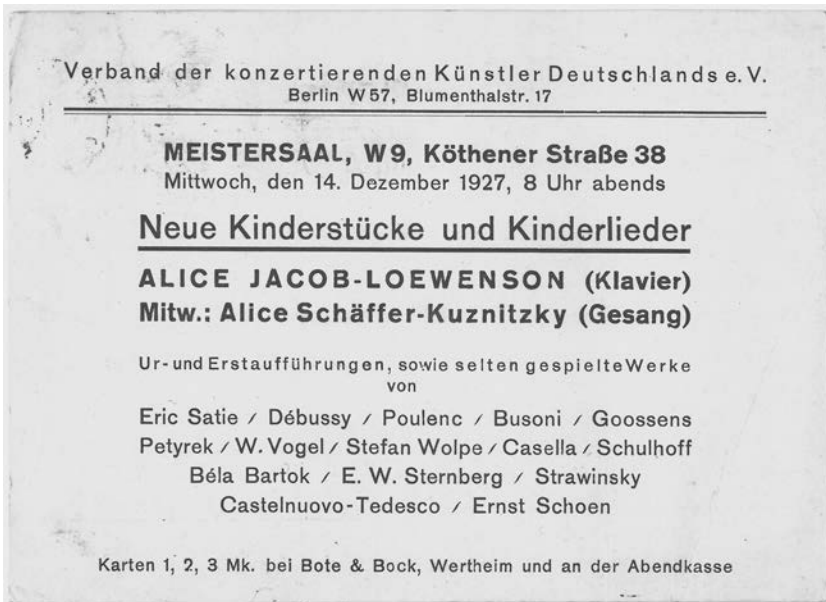 Verband der konzertierenden Künstler Deutschlands e. V.
Berlin W 57, Blumenthalstr. 17
MEISTERSAAL, W 9, Köthener Straße 38
Mittwoch, den 14. Dezember 1927, 8 Uhr abends
Neue Kinderstücke und Kinderlieder
ALICE JACOB-LOEWENSON (Klavier)
Mitw.: Alice Schäffer-Kuznitzky (Gesang)
Ur- und Erstaufführungen, sowie selten gespielte Werke
von
Eric Satie / Débussy / Poulenc / Busoni / Goossens
Petyrek / W. Vogel / Stefan Wolpe / Casella / Schulhoff
Béla Bartok / E. W. Sternberg / Strawinsky
Castelnuovo-Tedesco / Ernst Schoen
Karten 1, 2, 3 Mk. bei Bote & Bock, Wertheim und an der Abendkasse